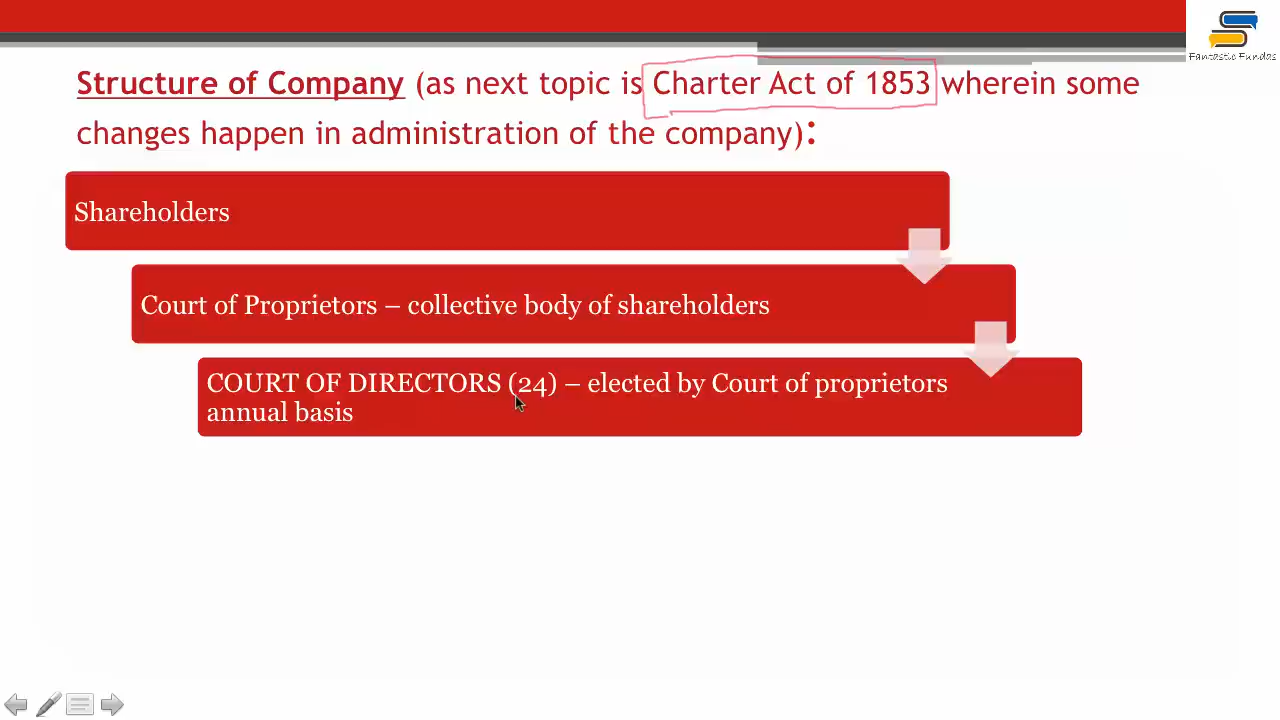 Fantastic Fundas
Structure of Company (as next topic is Charter Act of 1853 wherein some
changes happen in administration of the company):
Shareholders
Court of Proprietors – collective body of shareholders
COURT OF DIRECTORS (24) – elected by Court of proprietors
annual basis